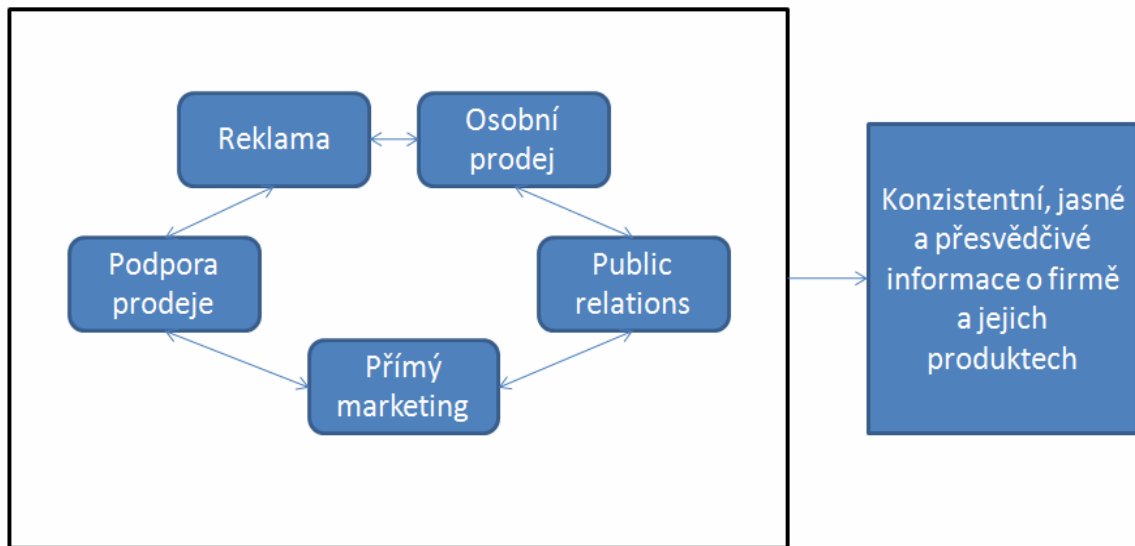 Reklama
Osobní
prodej
Podpora
prodeje
Public
relations
Přímý
marketing
Konzistentní, jasné
a přesvědčivé
informace o firmě
a jejich
produktech